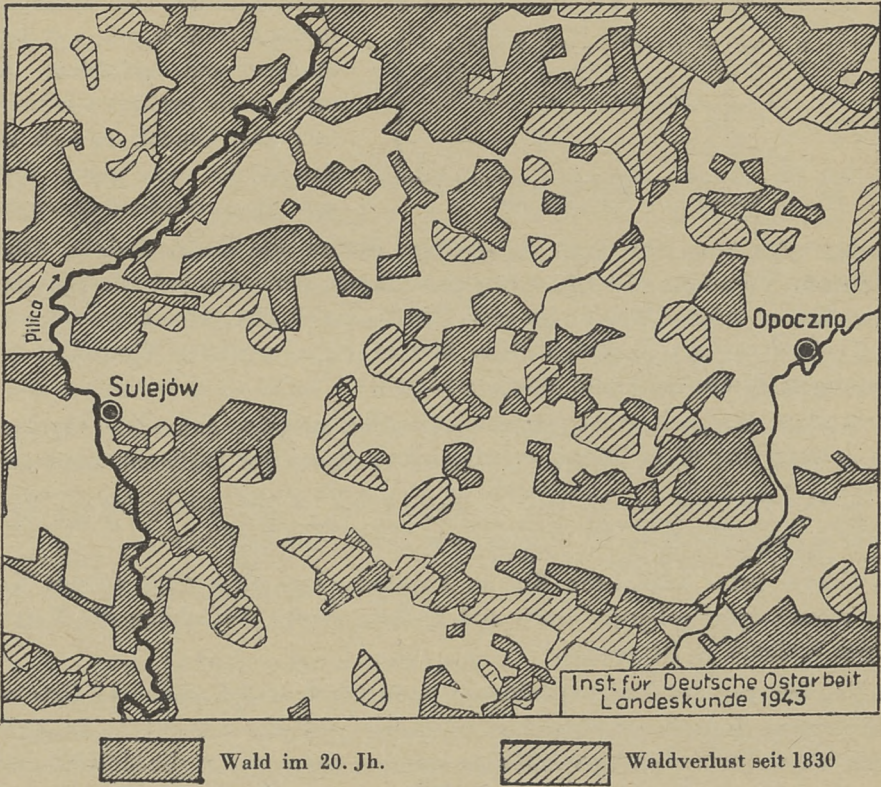 Pilica
Sulejów
Opoczno
Inst. für Deutsche Ostarbeit
Landeskunde 1943
Wald im 20. Jh.
Waldverlust seit 1830